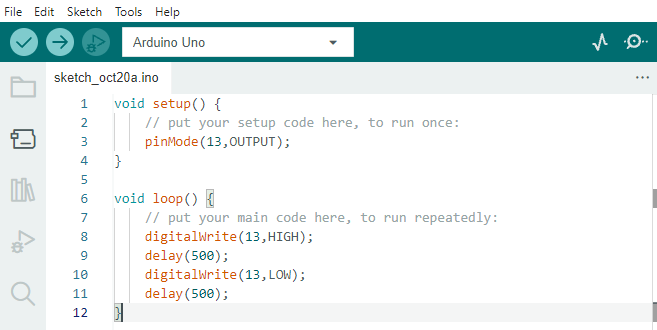 File Edit Sketch Tools Help
Arduino Uno
sketch_oct20a.ino
1 void setup() {
2 // put your setup code here, to run once:
3 pinMode(13,OUTPUT);
4 }
5
6 void loop() {
7 // put your main code here, to run repeatedly:
8 digitalWrite(13,HIGH);
9 delay(500);
10 digitalWrite(13,LOW);
11 delay(500);
12 }